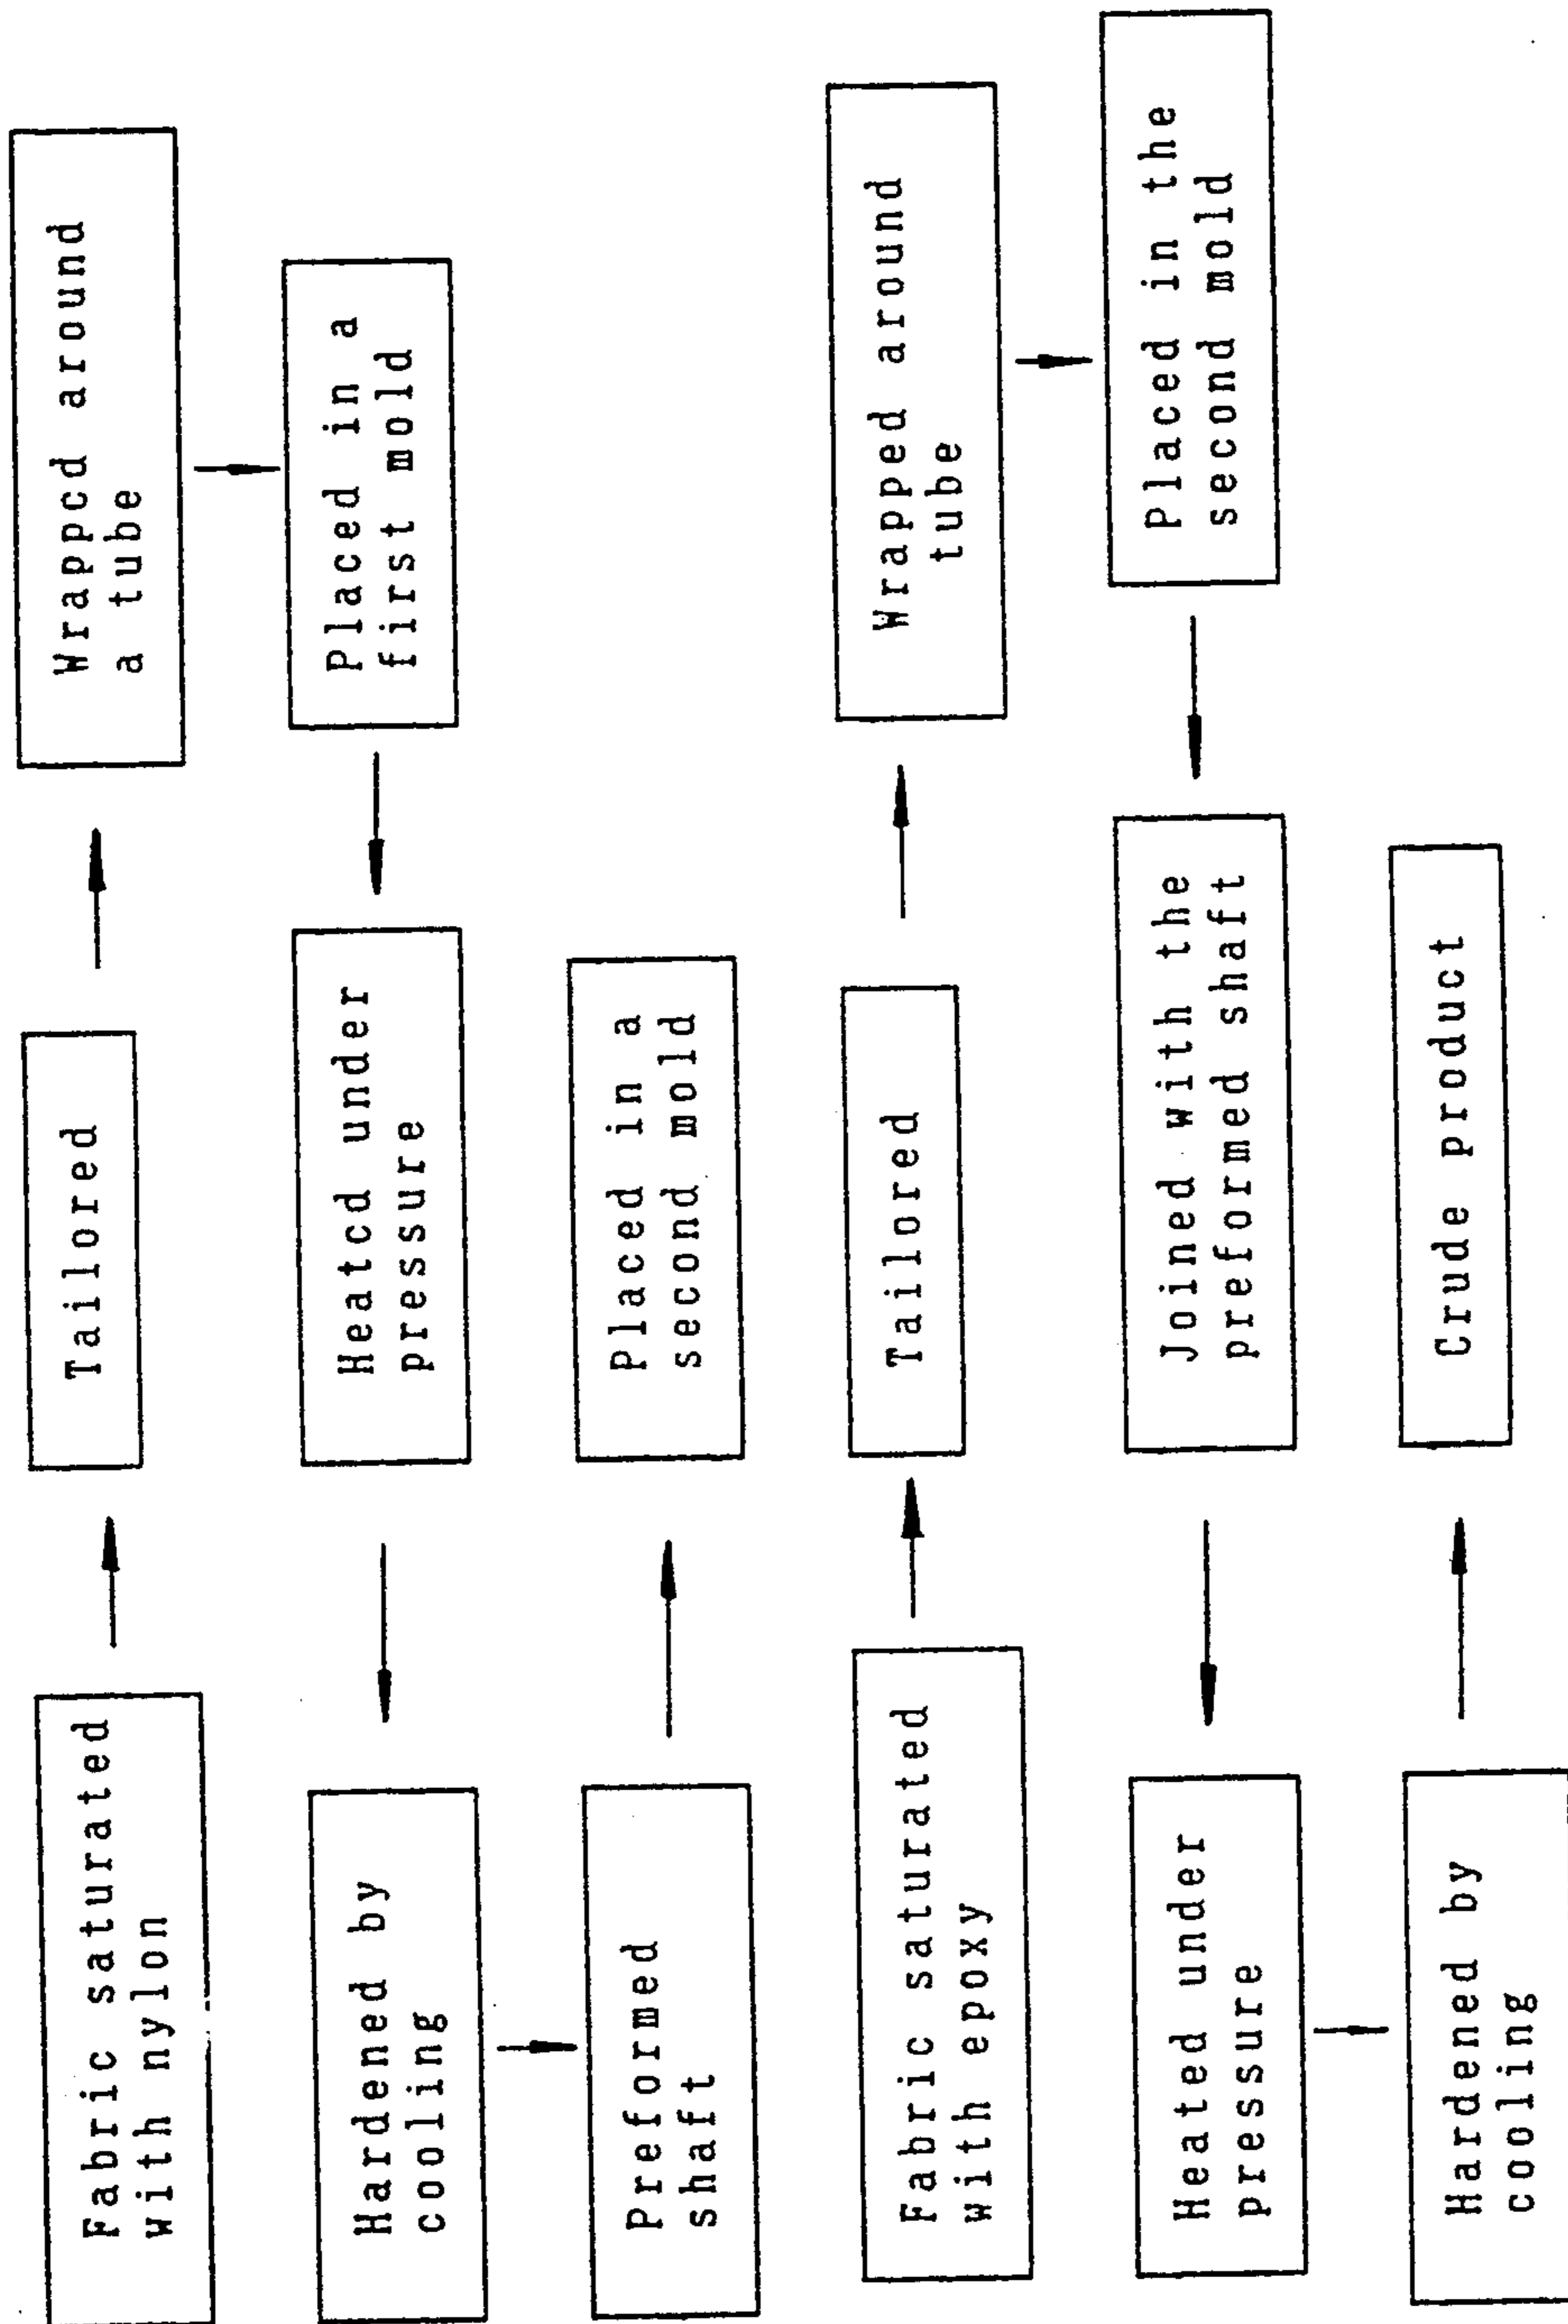 Fabric saturated
with nylon
Tailored
Wrappcd around
a tube
Placed in a
first mold
Heatcd under
pressure
Hardened by
cooling
Preformed
shaft
Placed in a
second mold
Fabric saturated
with epoxy
Tailored
Wrapped around
tube
Placed in the
second mold
Joined with the
preformed shaft
Heated under
pressure
Hardened by
cooling
Crude product